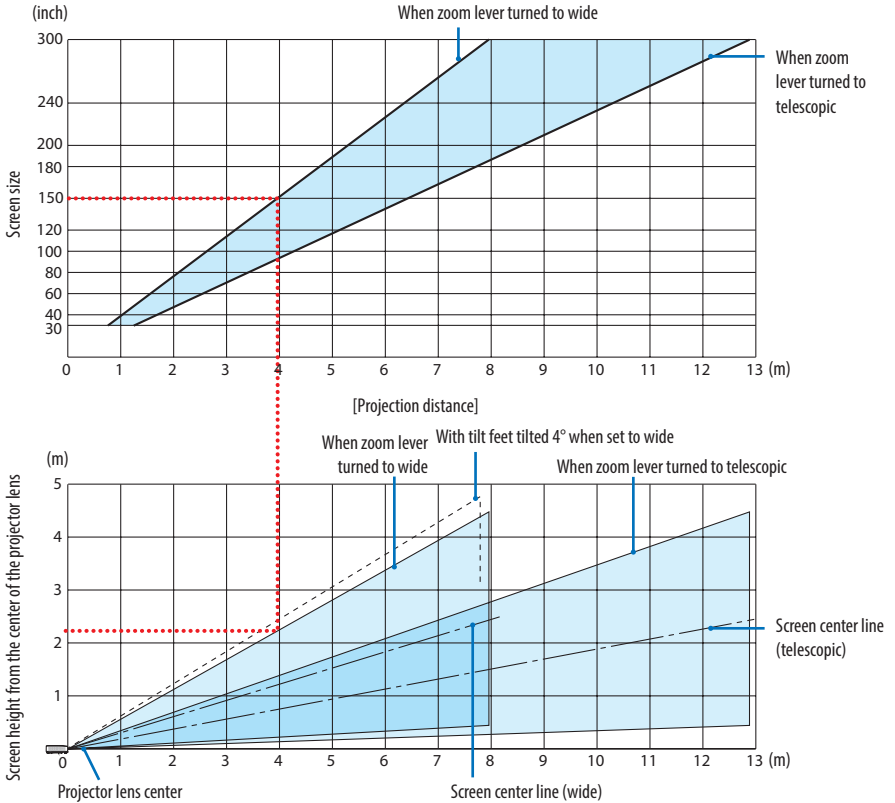 (inch)
When zoom lever turned to wide
300
240
200
180
150
120
100
80
60
40
30
Screen size
When zoom
lever turned to
telescopic
0 1 2 3 4 5 6 7 8 9 10 11 12 13 (m)
[Projection distance]
(m)
When zoom lever
turned to wide
With tilt feet tilted 4° when set to wide
When zoom lever turned to telescopic
5
4
3
2
1
Screen height from the center of the projector lens
Screen center line
(telescopic)
0 1 2 3 4 5 6 7 8 9 10 11 12 13 (m)
Projector lens center
Screen center line (wide)